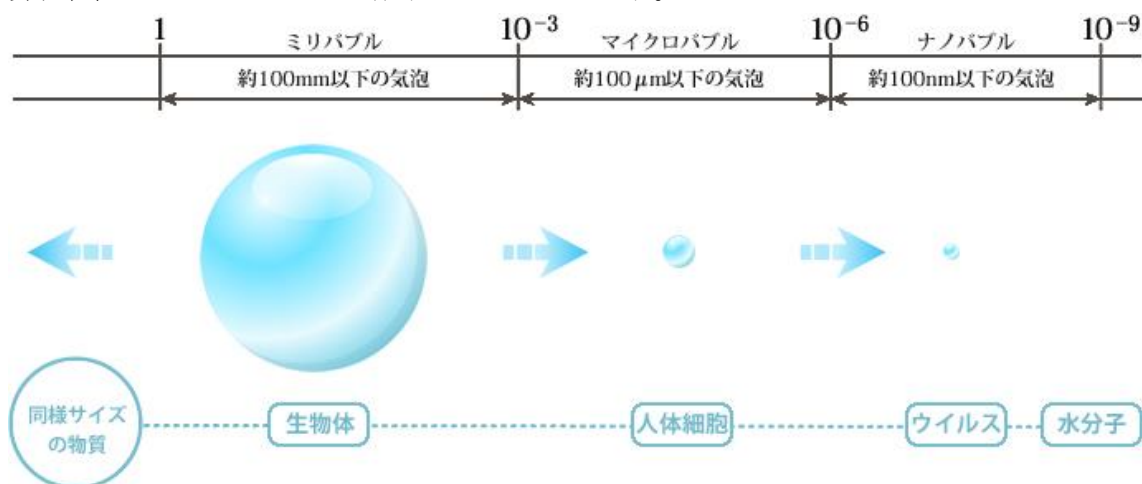 1 10⁻³ 10⁻⁶ 10⁻⁹
ミリバブル マイクロバブル ナノバブル
約100mm以下の気泡 約100μm以下の気泡 約100nm以下の気泡
同様サイズ
の物質
生物体 人体細胞 ウイルス 水分子